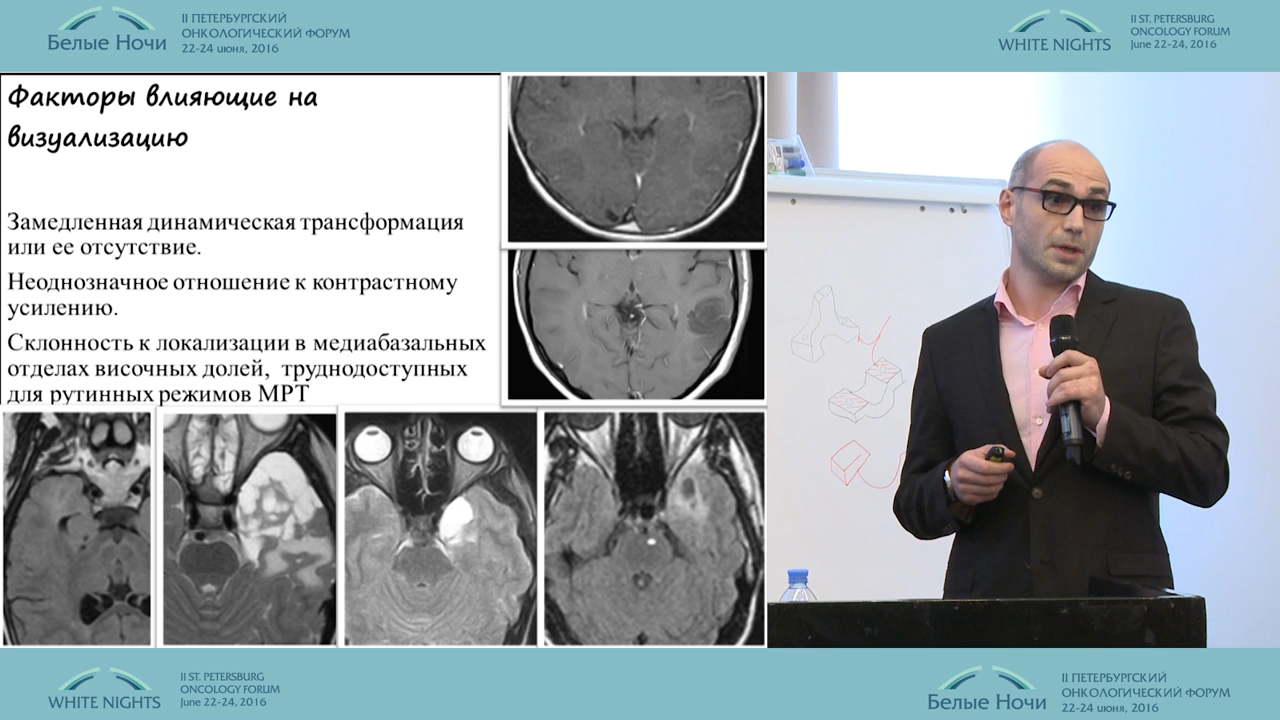 Белые Ночи
II ПЕТЕРБУРГСКИЙ
ОНКОЛОГИЧЕСКИЙ ФОРУМ
22-24 июня, 2016
WHITE NIGHTS
II ST. PETERSBURG
ONCOLOGY FORUM
June 22-24, 2016
Факторы влияющие на
визуализацию
Замедленная динамическая трансформация
или ее отсутствие.
Неоднозначное отношение к контрастному
усилению.
Склонность к локализации в медиабазальных
отделах височных долей, труднодоступных
для рутинных режимов МРТ
WHITE NIGHTS
II ST. PETERSBURG
ONCOLOGY FORUM
June 22-24, 2016
Белые Ночи
II ПЕТЕРБУРГСКИЙ
ОНКОЛОГИЧЕСКИЙ ФОРУМ
22-24 июня, 2016